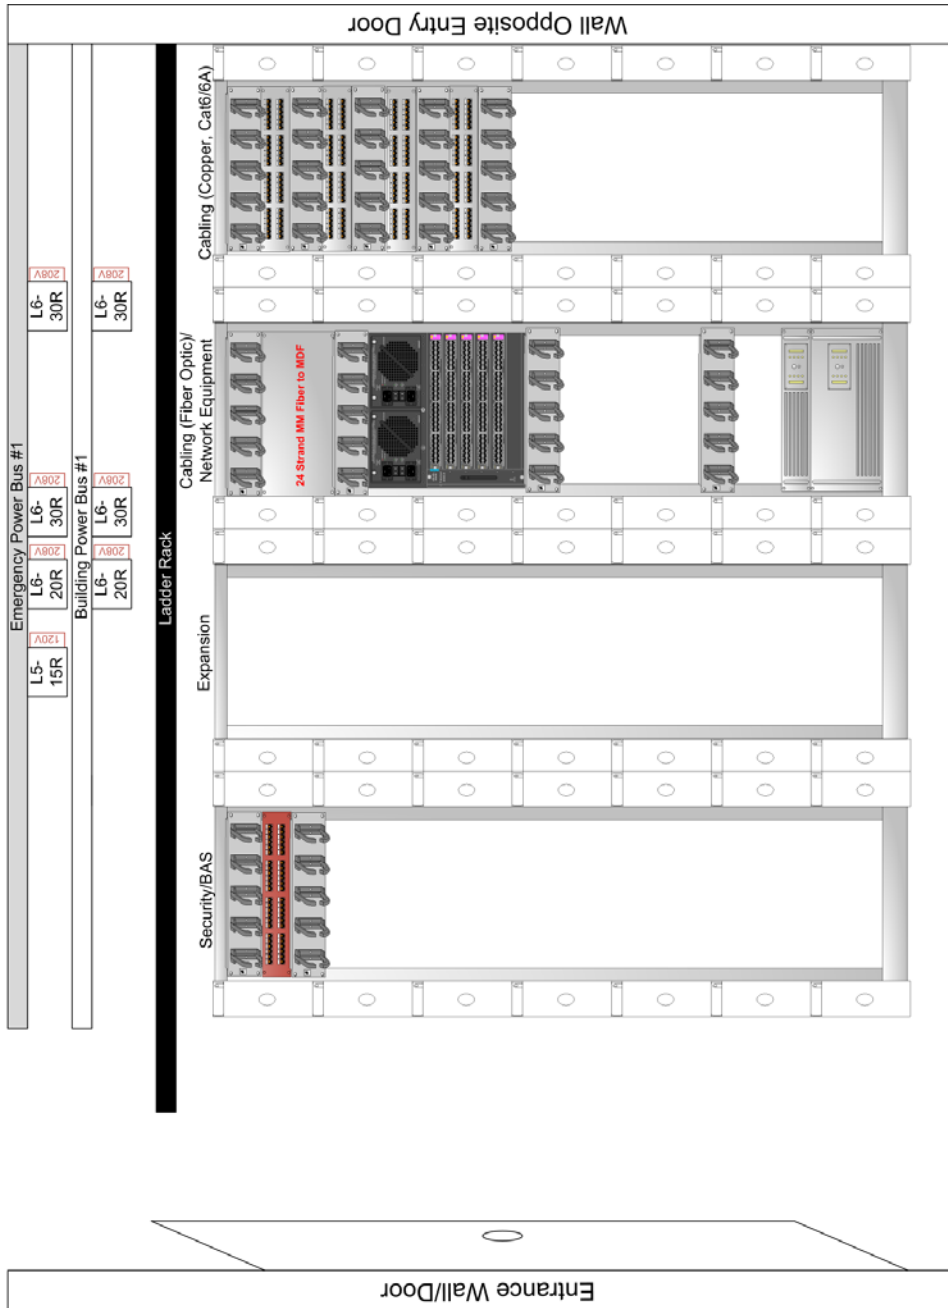 Wall Opposite Entry Door
Emergency Power Bus #1
L5-
15R
120V
L6-
20R
208V
L6-
30R
208V
L6-
30R
208V
Building Power Bus #1
L6-
20R
208V
L6-
30R
208V
L6-
30R
208V
Ladder Rack
Security/BAS
Expansion
Cabling (Fiber Optic)/
Network Equipment
Cabling (Copper, Cat6/6A)
24 Strand MM Fiber to MDF
Entrance Wall/Door